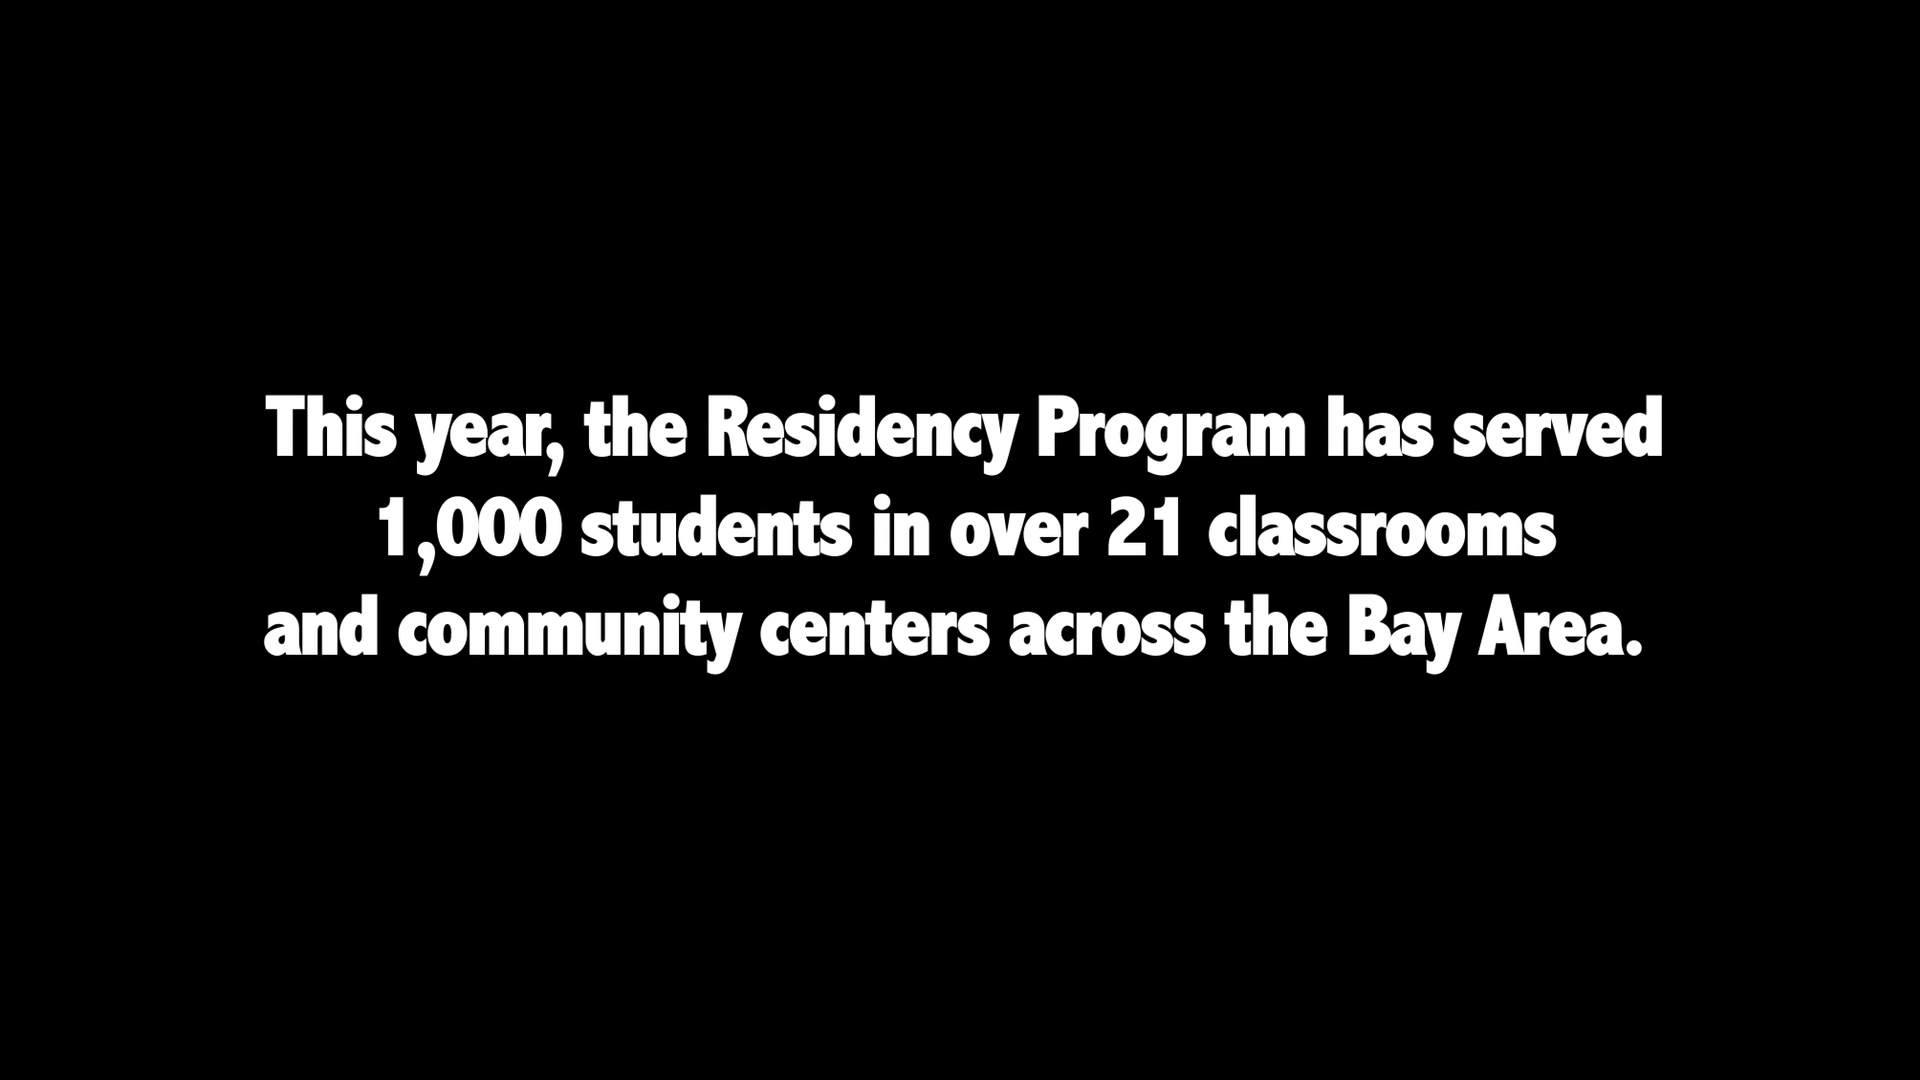 This year, the Residency Program has served
1,000 students in over 21 classrooms
and community centers across the Bay Area.